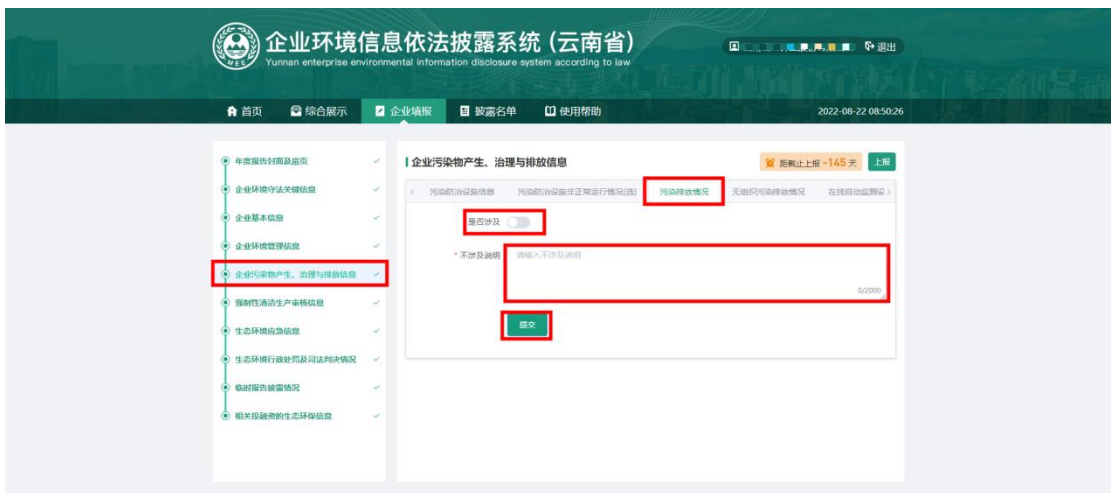 企业环境信息依法披露系统 (云南省)
Yunnan enterprise environmental information disclosure system according to law
退出
首页 综合展示 企业填报 披露名单 使用帮助 2022-08-22 08:50:26
年度报告封面及扉页
企业环境守法关键信息
企业基本信息
企业环境管理信息
企业污染物产生、治理与排放信息
强制性清洁生产审核信息
生态环境应急信息
生态环境行政处罚及司法判决情况
临时报告披露情况
相关投融资的生态环保信息
企业污染物产生、治理与排放信息 距截止上报 -145 天 上报
污染防治设施信息 污染防治设施非正常运行情况(选) 污染排放情况 无组织污染排放情况 在线自动监测设
是否涉及
* 不涉及说明 请输入不涉及说明
0/2000
提交